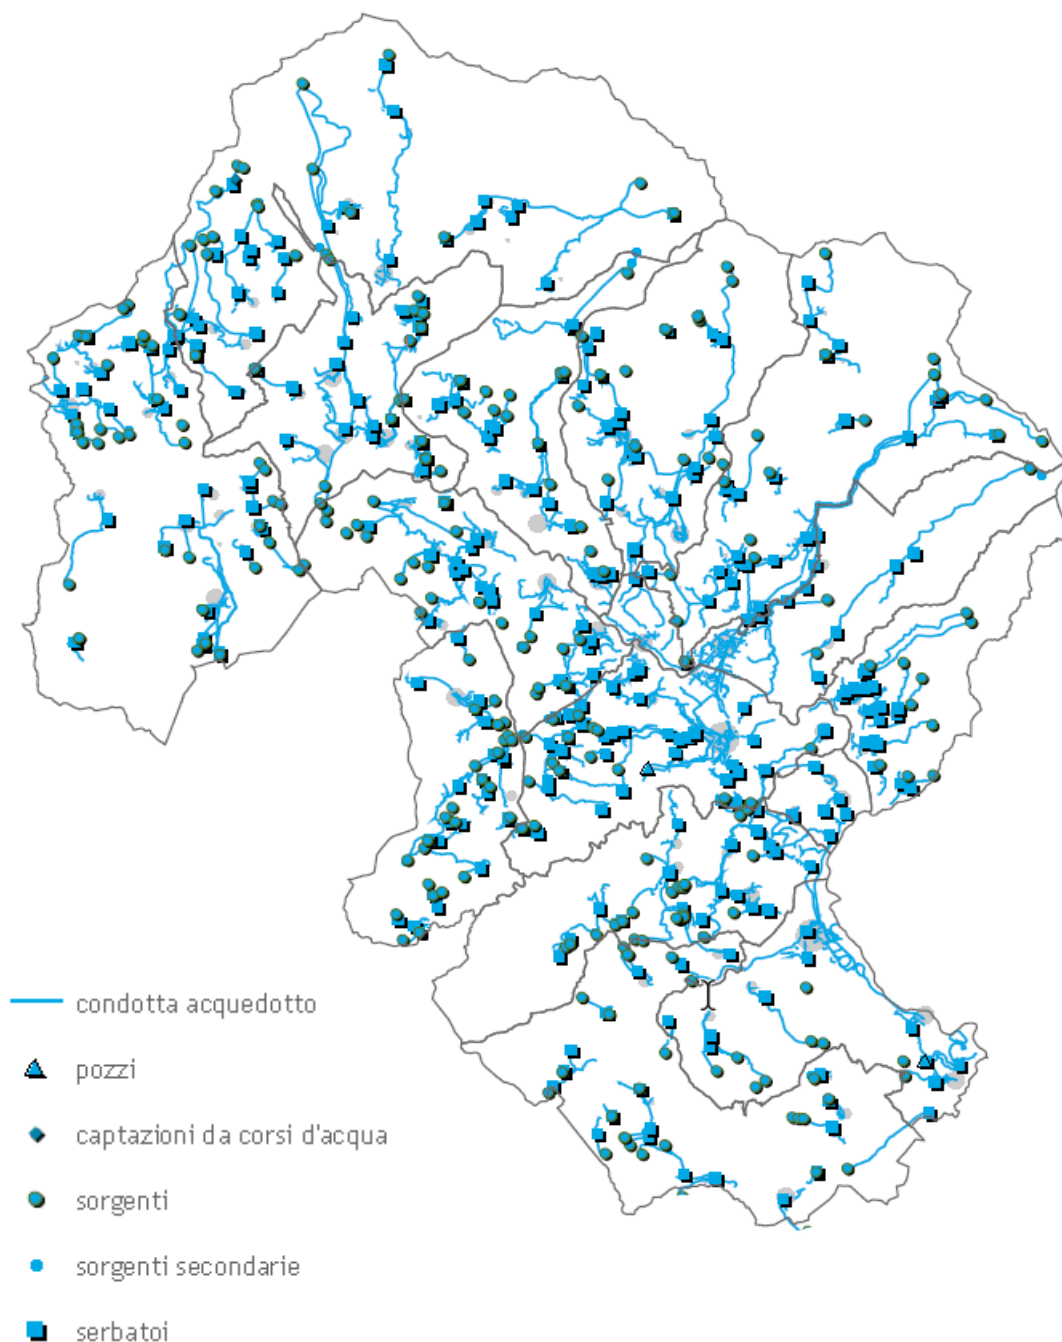 condotta acquedotto
pozzi
captazioni da corsi d'acqua
sorgenti
sorgenti secondarie
serbatoi